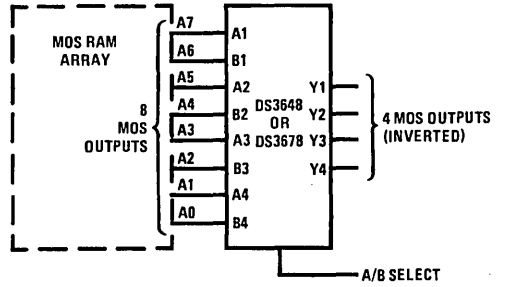 MOS RAM
ARRAY
8
MOS
OUTPUTS
A7
A6
A5
A4
A3
A2
A1
A0
A1
B1
A2
B2
A3
B3
A4
B4
DS3648
OR
DS3678
Y1
Y2
Y3
Y4
4 MOS OUTPUTS
(INVERTED)
A/B SELECT